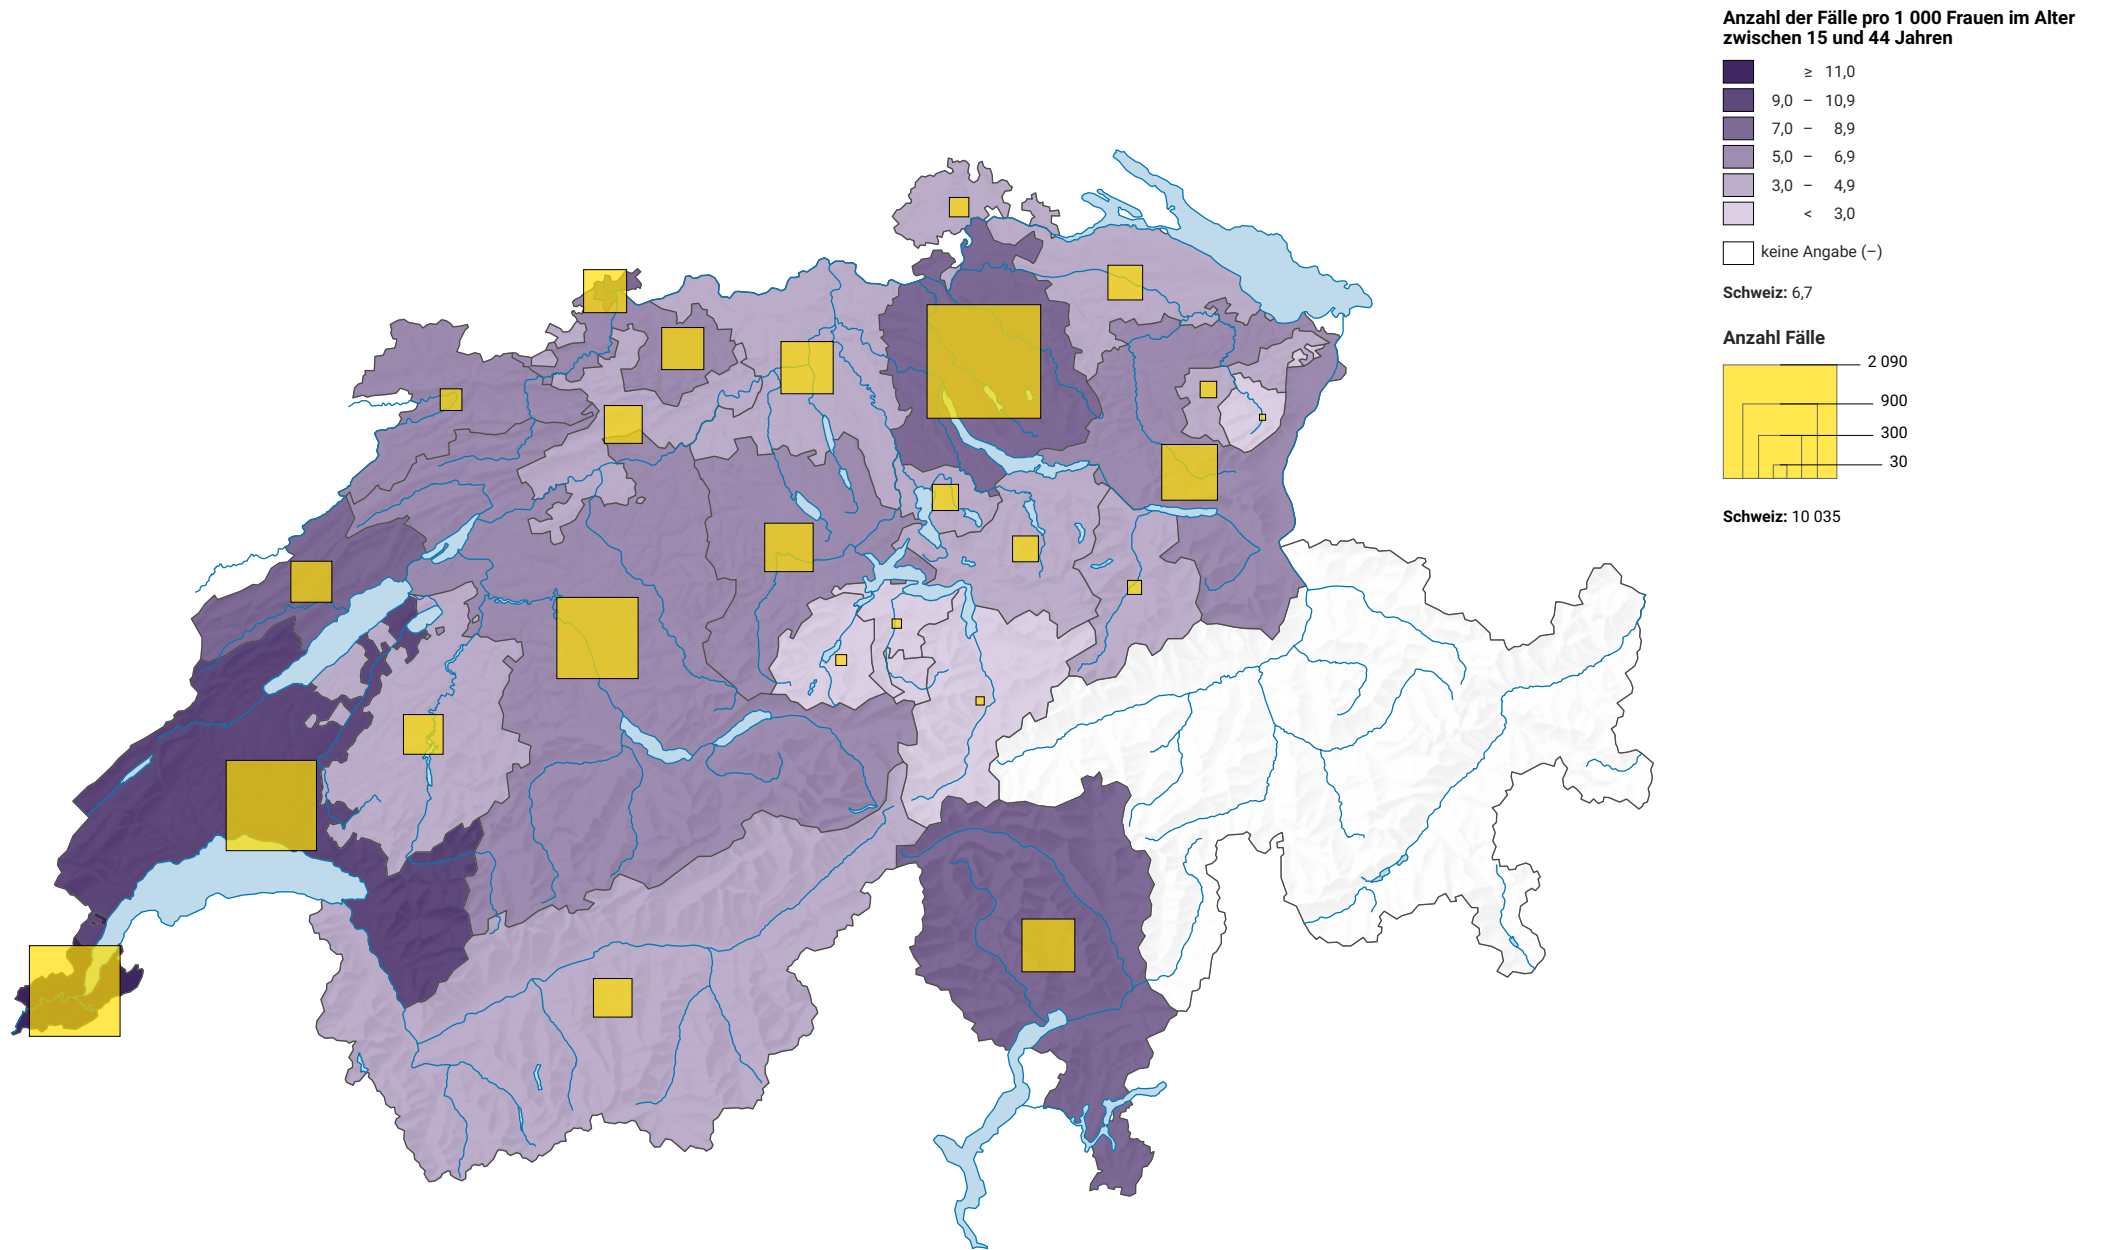 Anzahl der Fälle pro 1 000 Frauen im Alter
zwischen 15 und 44 Jahren
≥ 11,0
9,0 – 10,9
7,0 – 8,9
5,0 – 6,9
3,0 – 4,9
< 3,0
keine Angabe (–)
Schweiz: 6,7
Anzahl Fälle
2 090
900
300
30
Schweiz: 10 035